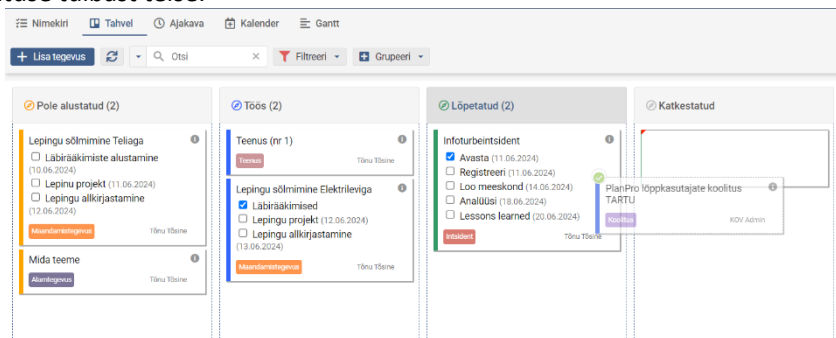 Nimekiri Tahvel Ajakava Kalender Gantt
+ Lisa tegevus Otsi Filtreeri Grupeeri
Pole alustatud (2)
Lepingu sõlmimine Teliaga
Läbirääkimiste alustamine
(10.06.2024)
Lepinu projekt (11.06.2024)
Lepingu allkirjastamine
(12.06.2024)
Maandamistegevus Tõnu Tõsine
Mida teeme
Alamtegevus Tõnu Tõsine
Töös (2)
Teenus (nr 1)
Teenus Tõnu Tõsine
Lepingu sõlmimine Elektrileviga
Läbirääkimised
Lepingu projekt (12.06.2024)
Lepingu allkirjastamine
(13.06.2024)
Maandamistegevus Tõnu Tõsine
Lõpetatud (2)
Infoturbeintsident
Avasta (11.06.2024)
Registreeri (11.06.2024)
Loo meeskond (14.06.2024)
Analüüsi (18.06.2024)
Lessons learned (20.06.2024)
Intsident Tõnu Tõsine
Katkestatud
PlanPro lõppkasutajate koolitus
TARTU
Koolitus KOV Admin